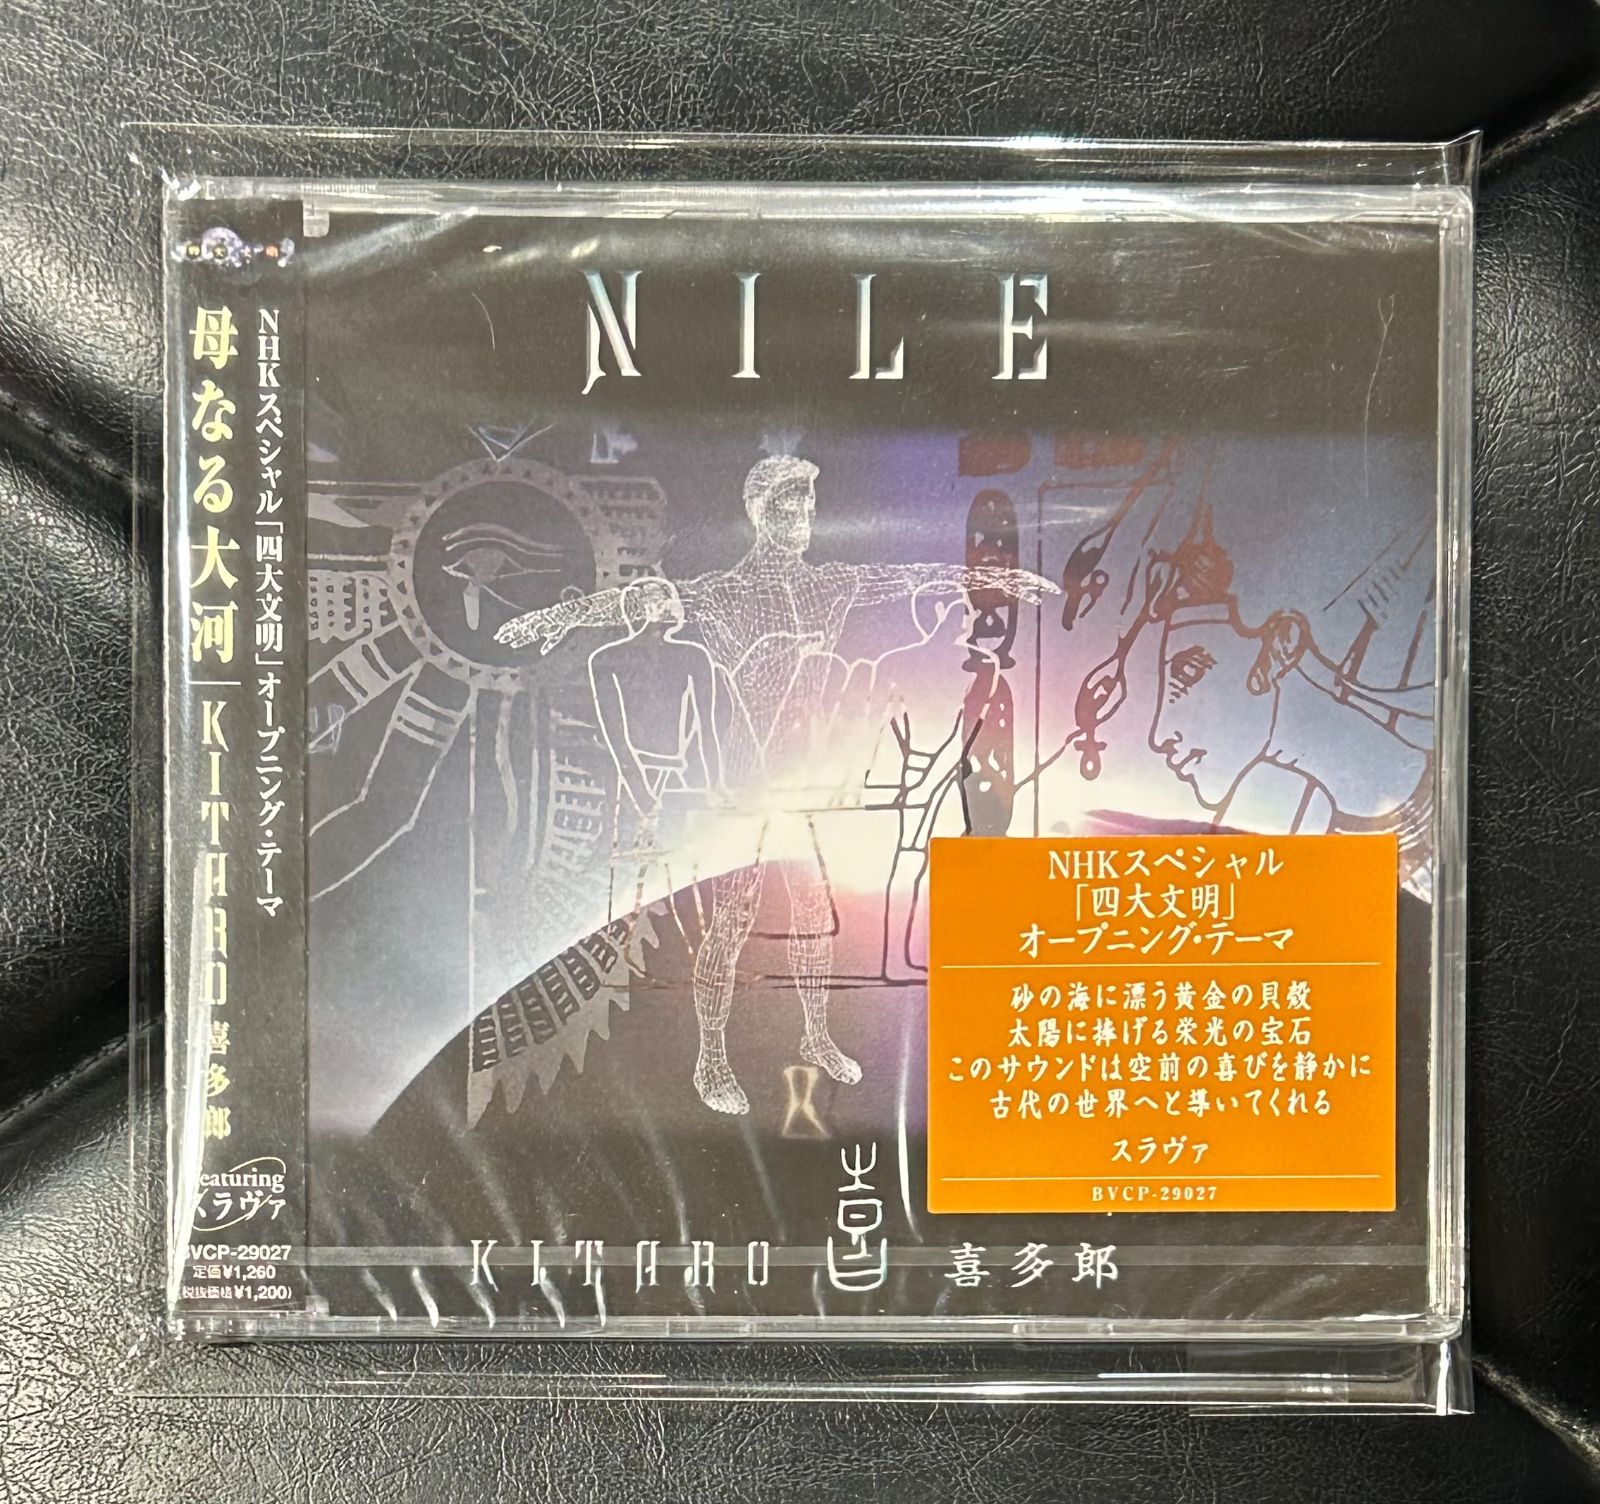 NILE
NHKスペシャル「四大文明」オープニング・テーマ
母なる大河 | KITARO 喜多郎
featuring
スラヴァ
BVCP-29027
定価¥1,260
(税抜価格¥1,200)
NHKスペシャル
「四大文明」
オープニング・テーマ
砂の海に漂う黄金の貝殻
太陽に捧げる栄光の宝石
このサウンドは空前の喜びを静かに
古代の世界へと導いてくれる
スラヴァ
BVCP-29027
KITARO 喜 喜多郎